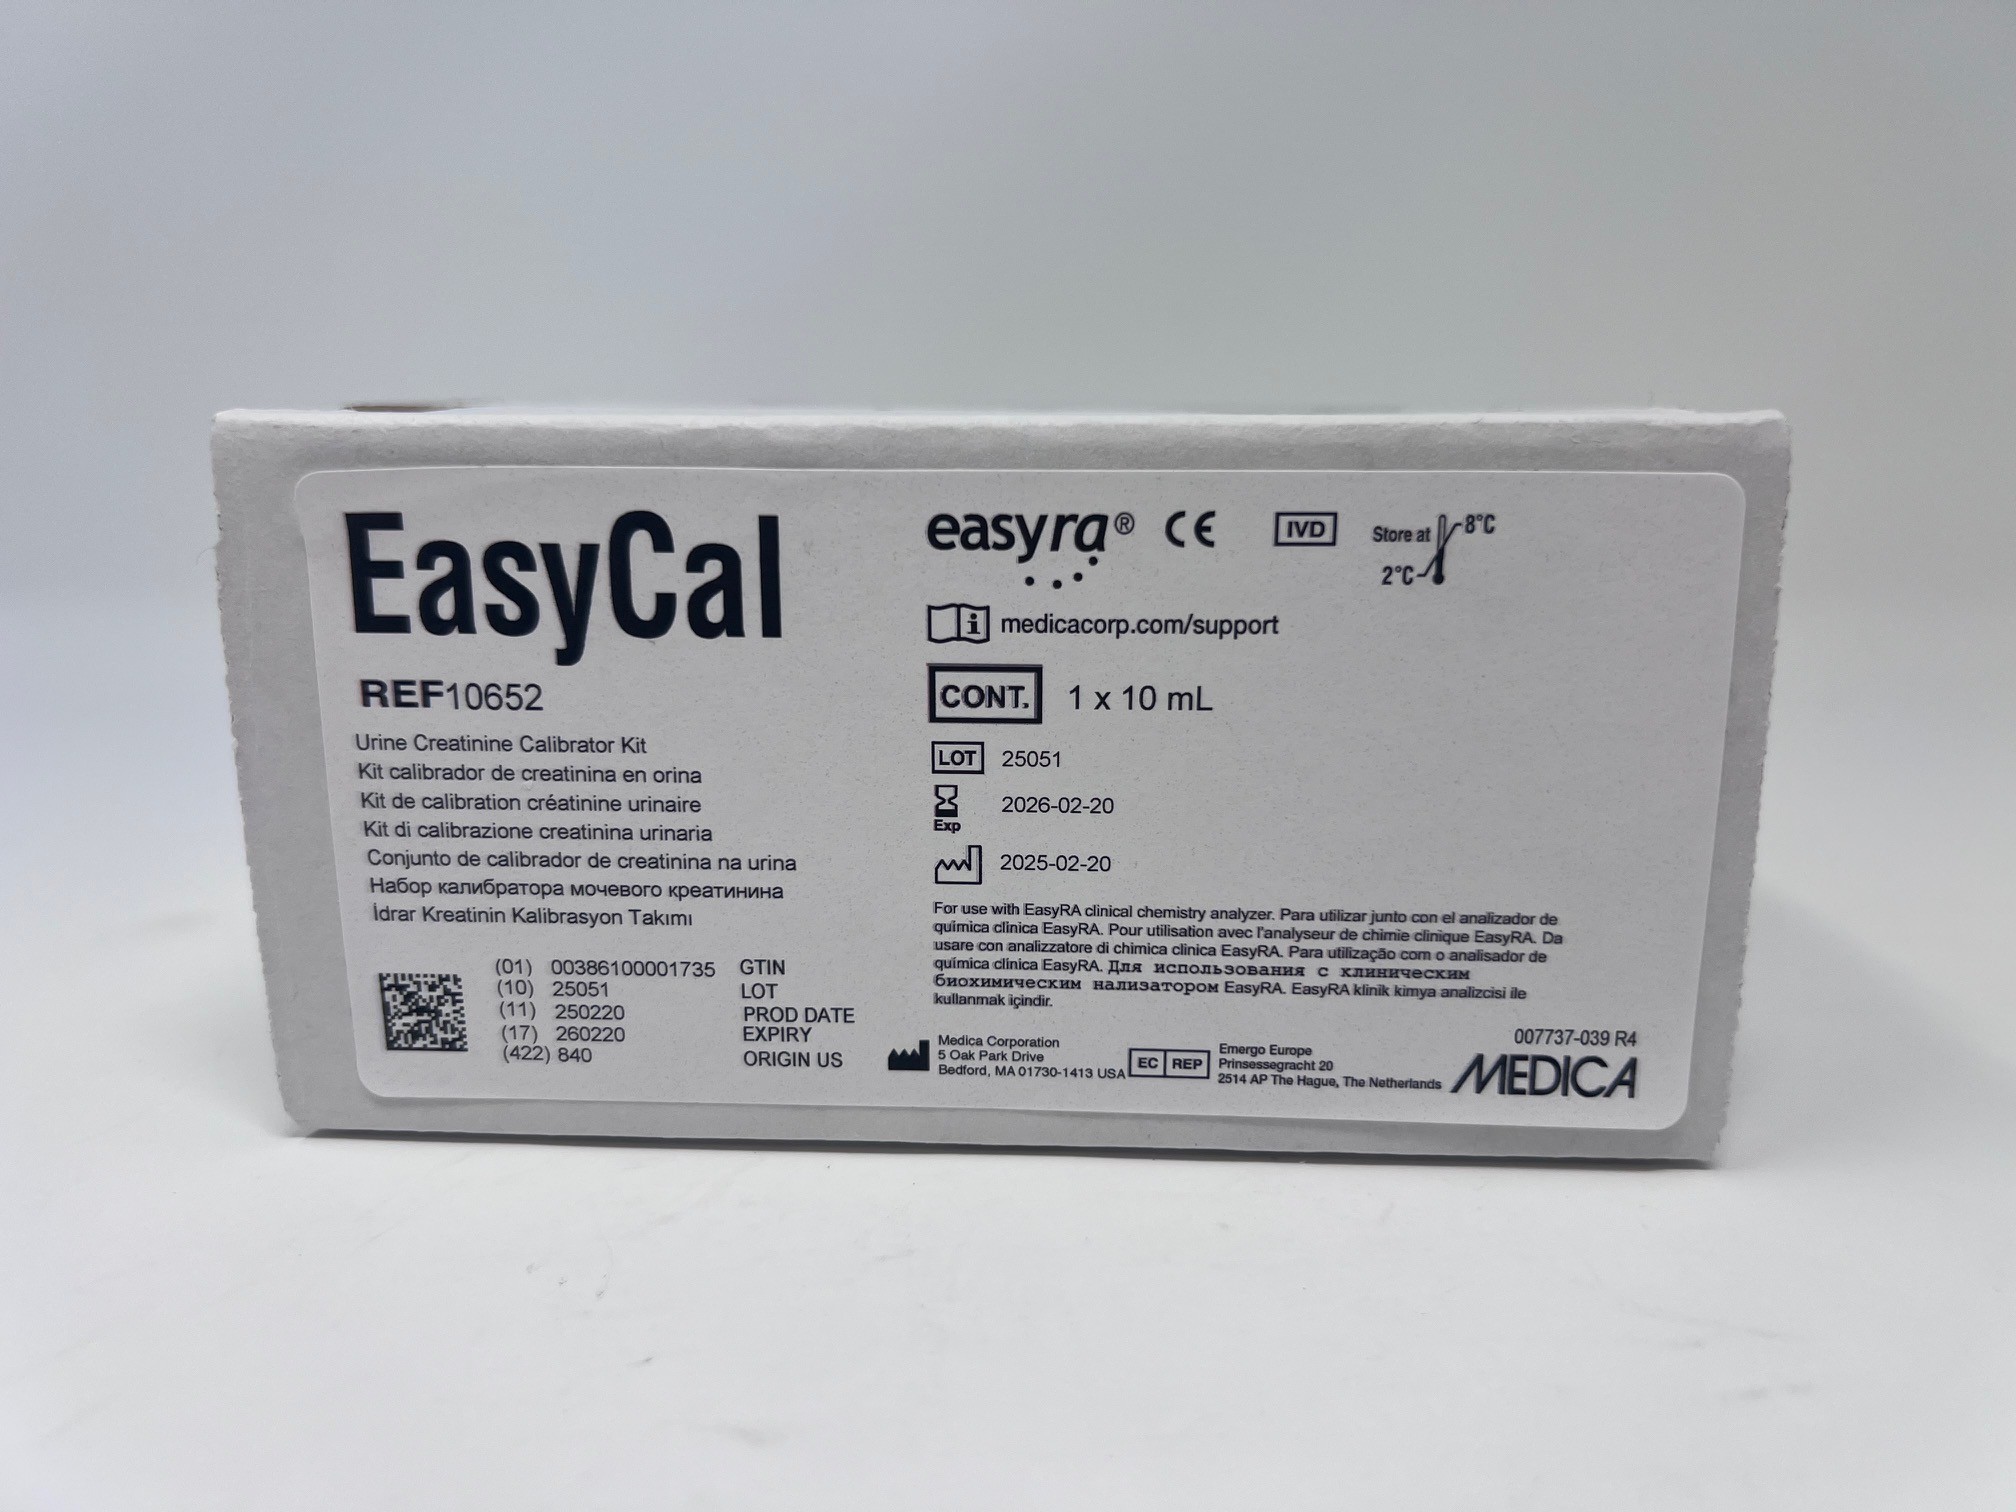 EasyCal
REF10652
Urine Creatinine Calibrator Kit
Kit calibrador de creatinina en orina
Kit de calibration créatinine urinaire
Kit di calibrazione creatinina urinaria
Conjunto de calibrador de creatinina na urina
Набор калибратора мочевого креатинина
İdrar Kreatinin Kalibrasyon Takımı
(01) 00386100001735 GTIN
(10) 25051 LOT
(11) 250220 PROD DATE
(17) 260220 EXPIRY
(422) 840 ORIGIN US
easyra® CE IVD Store at 8°C
2°C
i medicacorp.com/support
CONT. 1 x 10 mL
LOT 25051
2026-02-20
Exp
2025-02-20
For use with EasyRA clinical chemistry analyzer. Para utilizar junto con el analizador de
química clínica EasyRA. Pour utilisation avec l'analyseur de chimie clinique EasyRA. Da
usare con analizzatore di chimica clinica EasyRA. Para utilização com o analisador de
química clínica EasyRA. Для использования с клиническим
биохимическим нализатором EasyRA. EasyRA klinik kimya analizcisi ile
kullanmak içindir.
007737-039 R4
Medica Corporation
5 Oak Park Drive
Bedford, MA 01730-1413 USA
EC REP
Emergo Europe
Prinsessegracht 20
2514 AP The Hague, The Netherlands
MEDICA